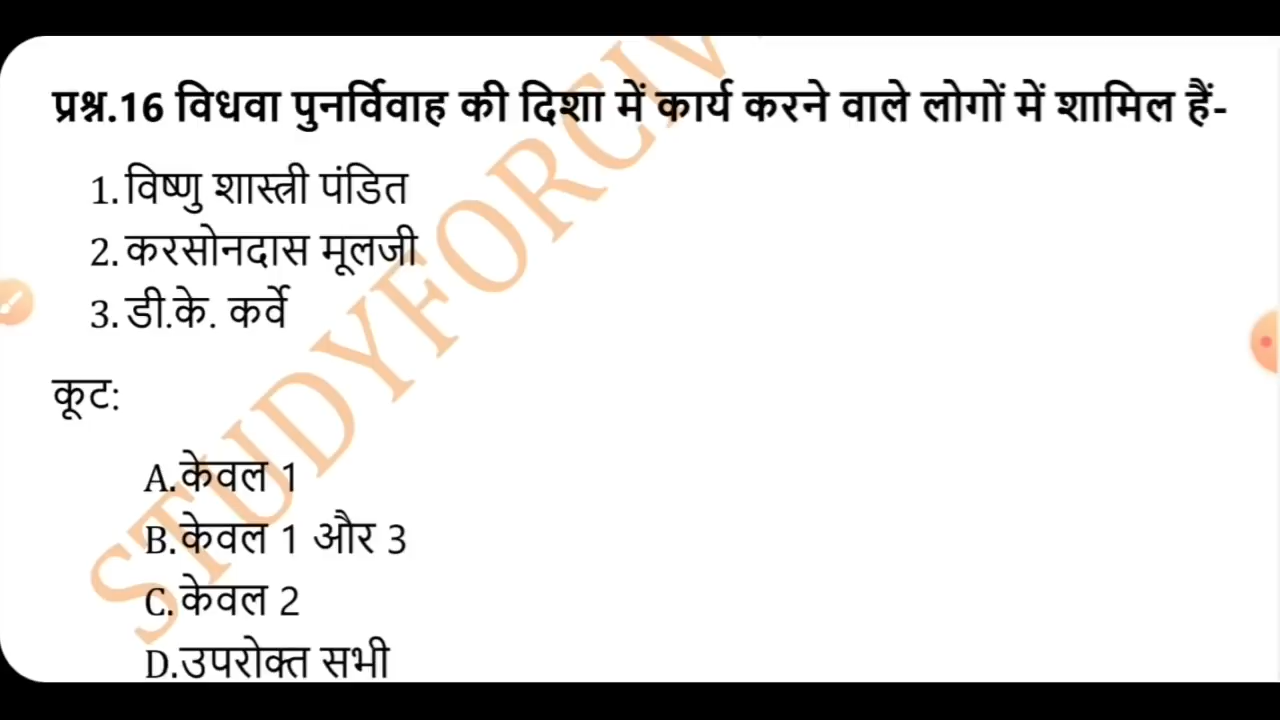 प्रश्न.16 विधवा पुनर्विवाह की दिशा में कार्य करने वाले लोगों में शामिल हैं-
1. विष्णु शास्त्री पंडित
2. करसोनदास मूलजी
3. डी.के. कर्वे
कूट:
A. केवल 1
B. केवल 1 और 3
C. केवल 2
D. उपरोक्त सभी
STUDYFORCIV